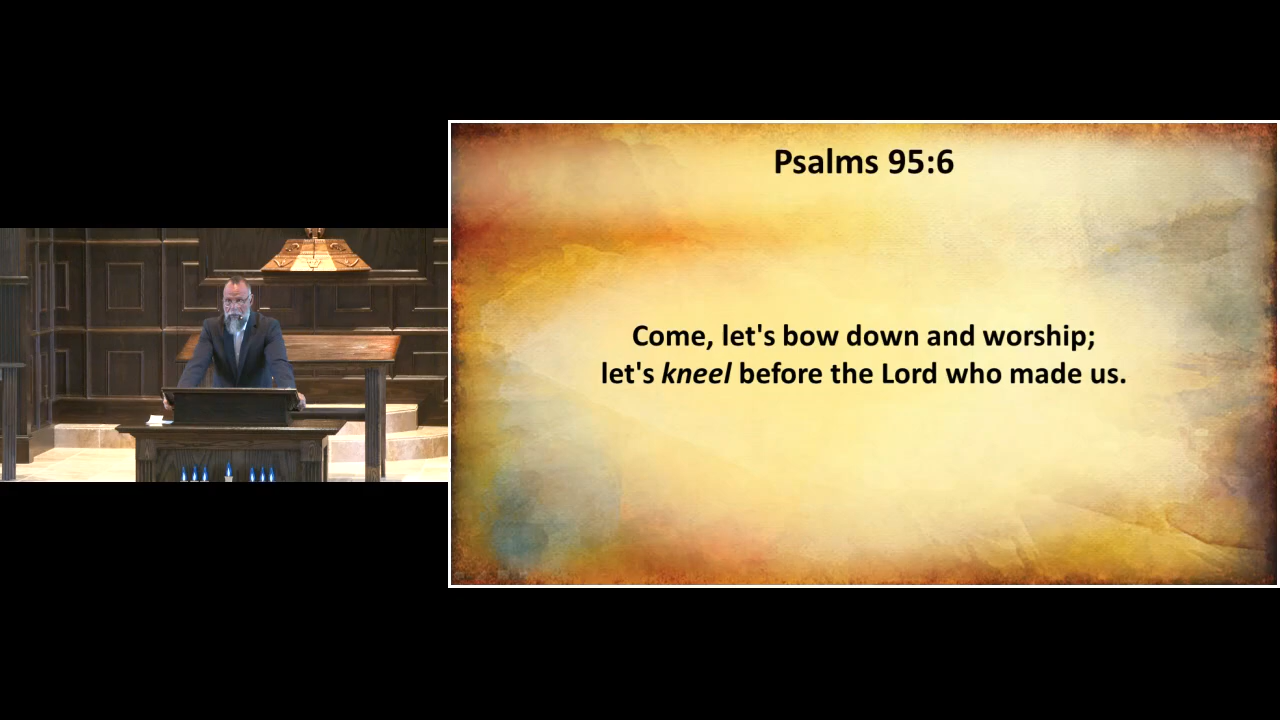 Psalms 95:6
Come, let's bow down and worship;
let's kneel before the Lord who made us.